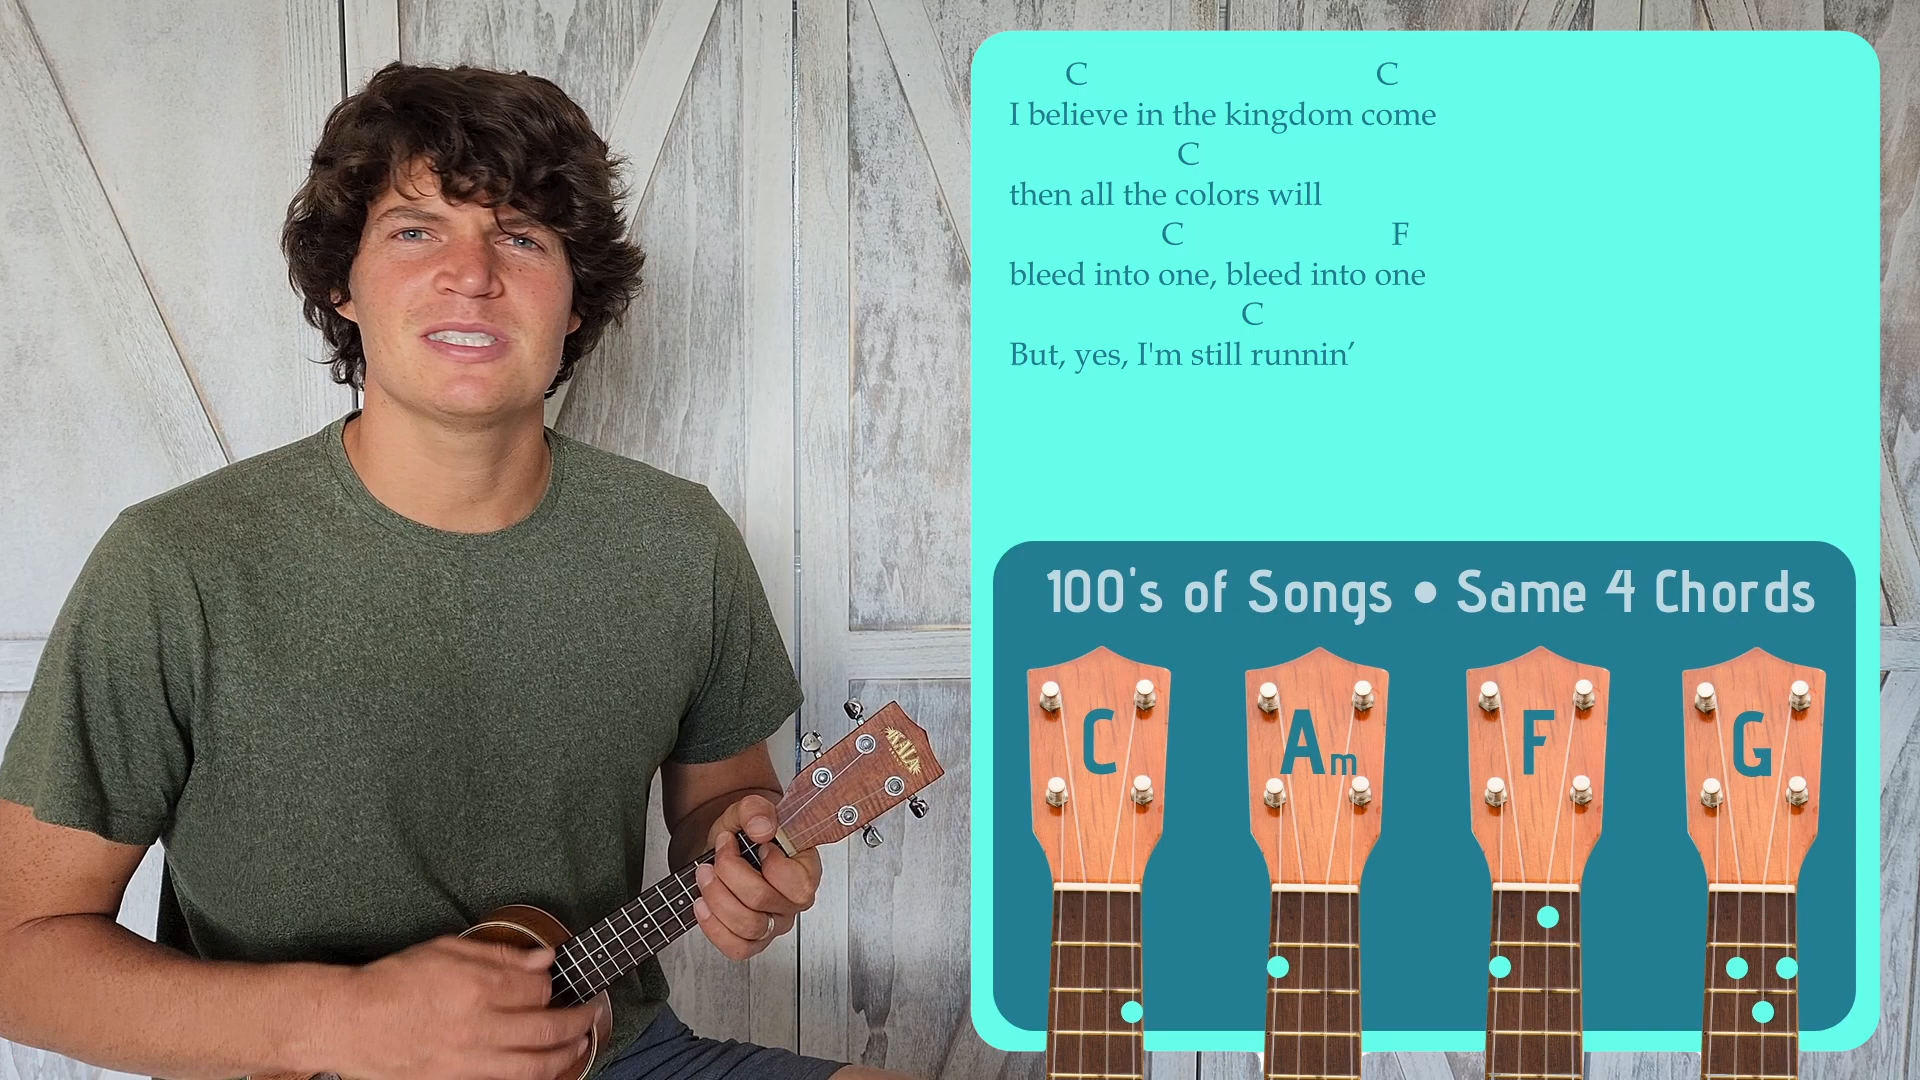 C C
I believe in the kingdom come
C
then all the colors will
C F
bleed into one, bleed into one
C
But, yes, I'm still runnin’
100's of Songs • Same 4 Chords
C Am F G
KALA